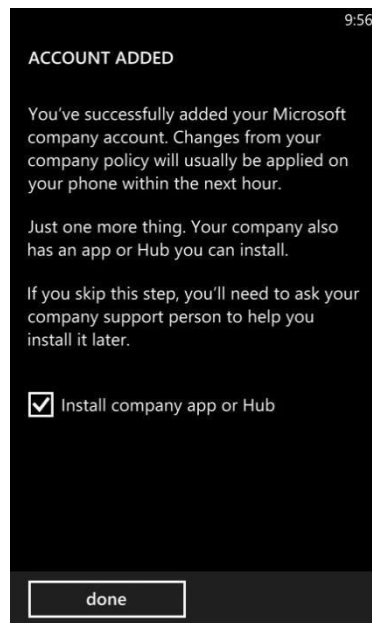 9:56
ACCOUNT ADDED
You've successfully added your Microsoft
company account. Changes from your
company policy will usually be applied on
your phone within the next hour.
Just one more thing. Your company also
has an app or Hub you can install.
If you skip this step, you'll need to ask your
company support person to help you
install it later.
Install company app or Hub
done